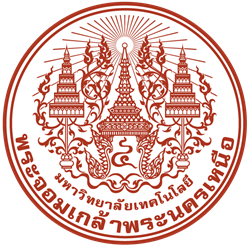 ๔
มหาวิทยาลัยเทคโนโลยี
พระจอมเกล้าพระนครเหนือ